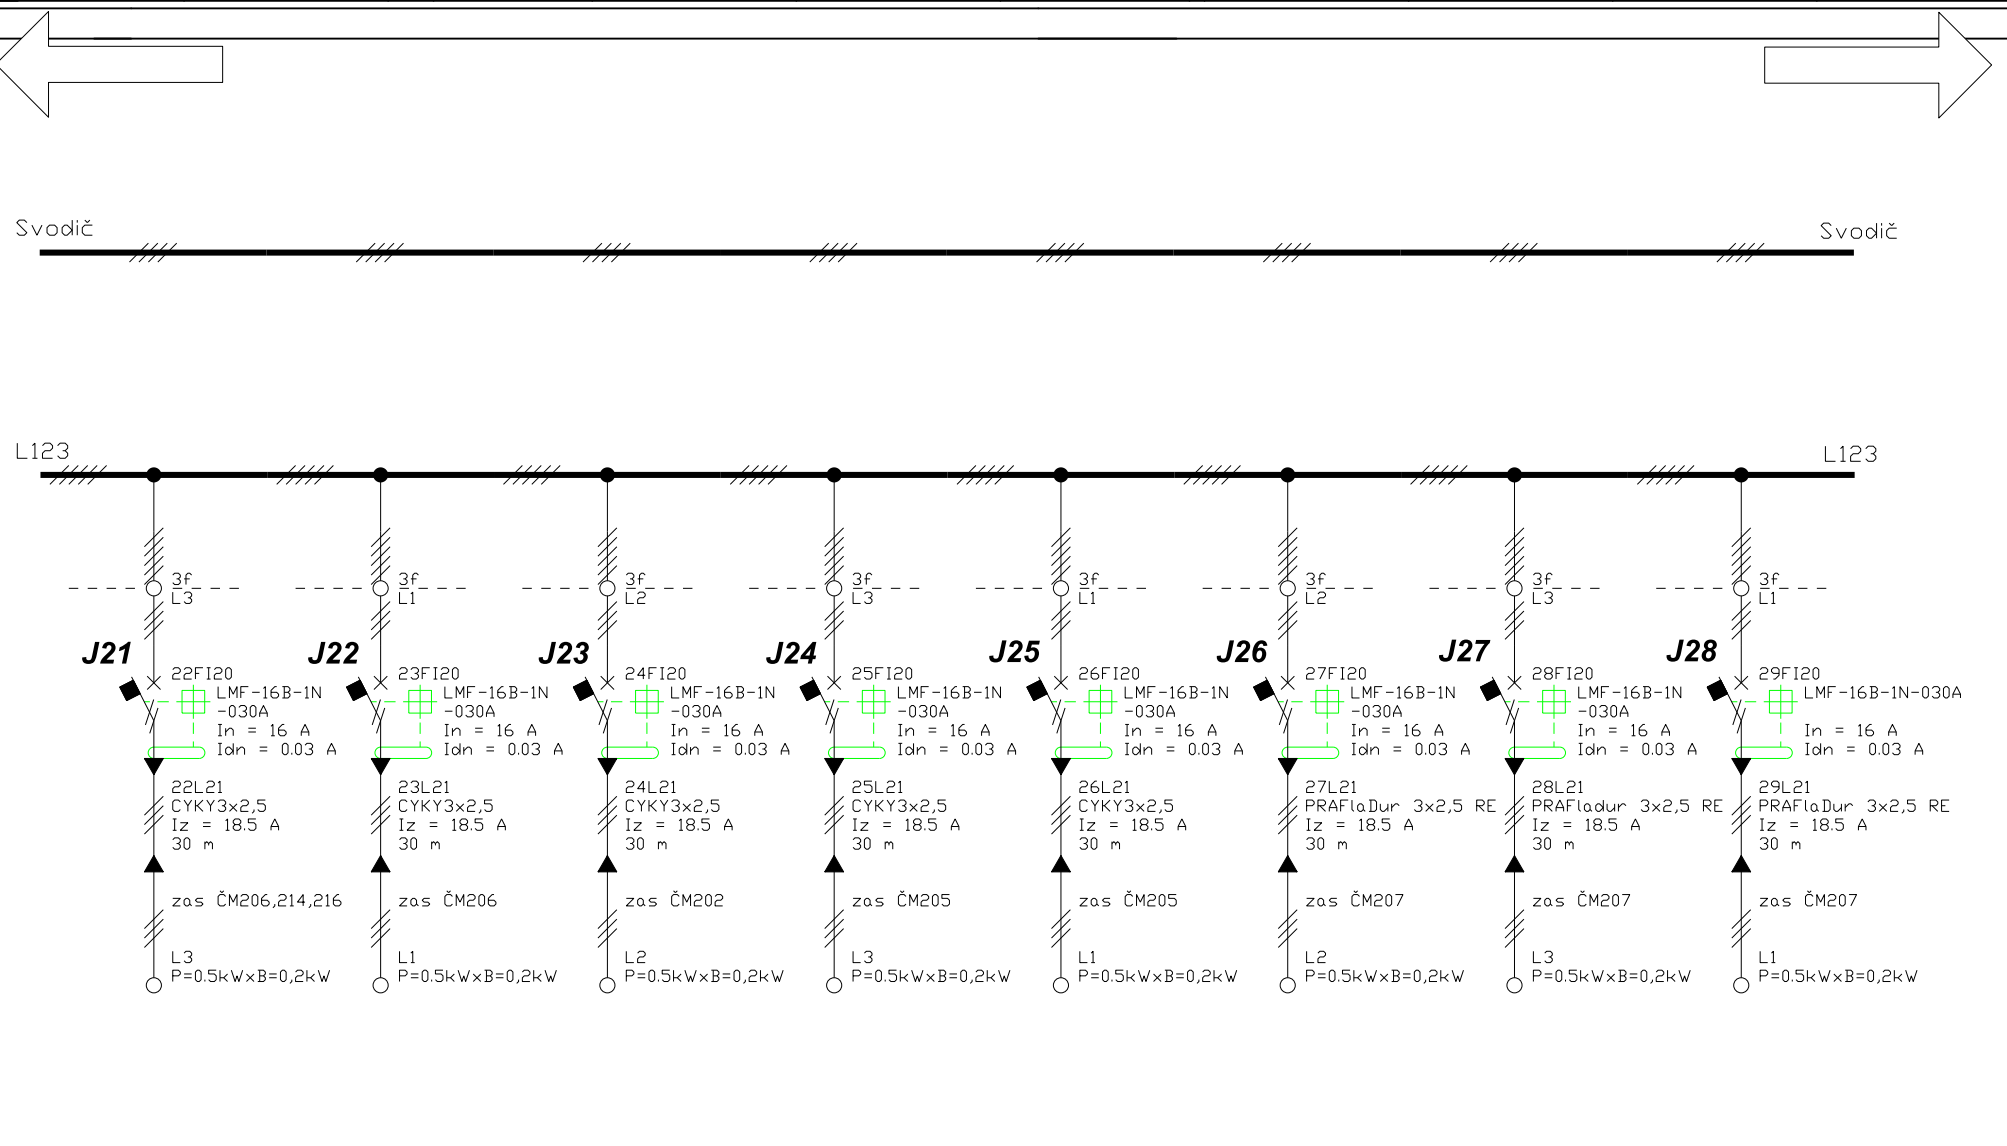 Svodič
Svodič
L123
L123
3f
L3
J21
22FI20
LMF-16B-1N
-030A
In = 16 A
Idn = 0.03 A
22L21
CYKY3x2,5
Iz = 18.5 A
30 m
zas ČM206,214,216
L3
P=0.5kWxB=0,2kW
3f
L1
J22
23FI20
LMF-16B-1N
-030A
In = 16 A
Idn = 0.03 A
23L21
CYKY3x2,5
Iz = 18.5 A
30 m
zas ČM206
L1
P=0.5kWxB=0,2kW
3f
L2
J23
24FI20
LMF-16B-1N
-030A
In = 16 A
Idn = 0.03 A
24L21
CYKY3x2,5
Iz = 18.5 A
30 m
zas ČM202
L2
P=0.5kWxB=0,2kW
3f
L3
J24
25FI20
LMF-16B-1N
-030A
In = 16 A
Idn = 0.03 A
25L21
CYKY3x2,5
Iz = 18.5 A
30 m
zas ČM205
L3
P=0.5kWxB=0,2kW
3f
L1
J25
26FI20
LMF-16B-1N
-030A
In = 16 A
Idn = 0.03 A
26L21
CYKY3x2,5
Iz = 18.5 A
30 m
zas ČM205
L1
P=0.5kWxB=0,2kW
3f
L2
J26
27FI20
LMF-16B-1N
-030A
In = 16 A
Idn = 0.03 A
27L21
PRAFlaDur 3x2,5 RE
Iz = 18.5 A
30 m
zas ČM207
L2
P=0.5kWxB=0,2kW
3f
L3
J27
28FI20
LMF-16B-1N
-030A
In = 16 A
Idn = 0.03 A
28L21
PRAFladur 3x2,5 RE
Iz = 18.5 A
30 m
zas ČM207
L3
P=0.5kWxB=0,2kW
3f
L1
J28
29FI20
LMF-16B-1N-030A
In = 16 A
Idn = 0.03 A
29L21
PRAFlaDur 3x2,5 RE
Iz = 18.5 A
30 m
zas ČM207
L1
P=0.5kWxB=0,2kW